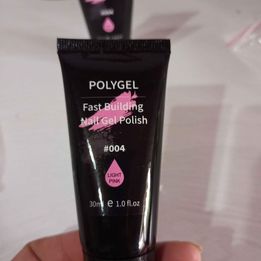 POLYGEL
Fast Building
Nail Gel Polish
#004
LIGHT
PINK
30ml e 1.0 fl.oz